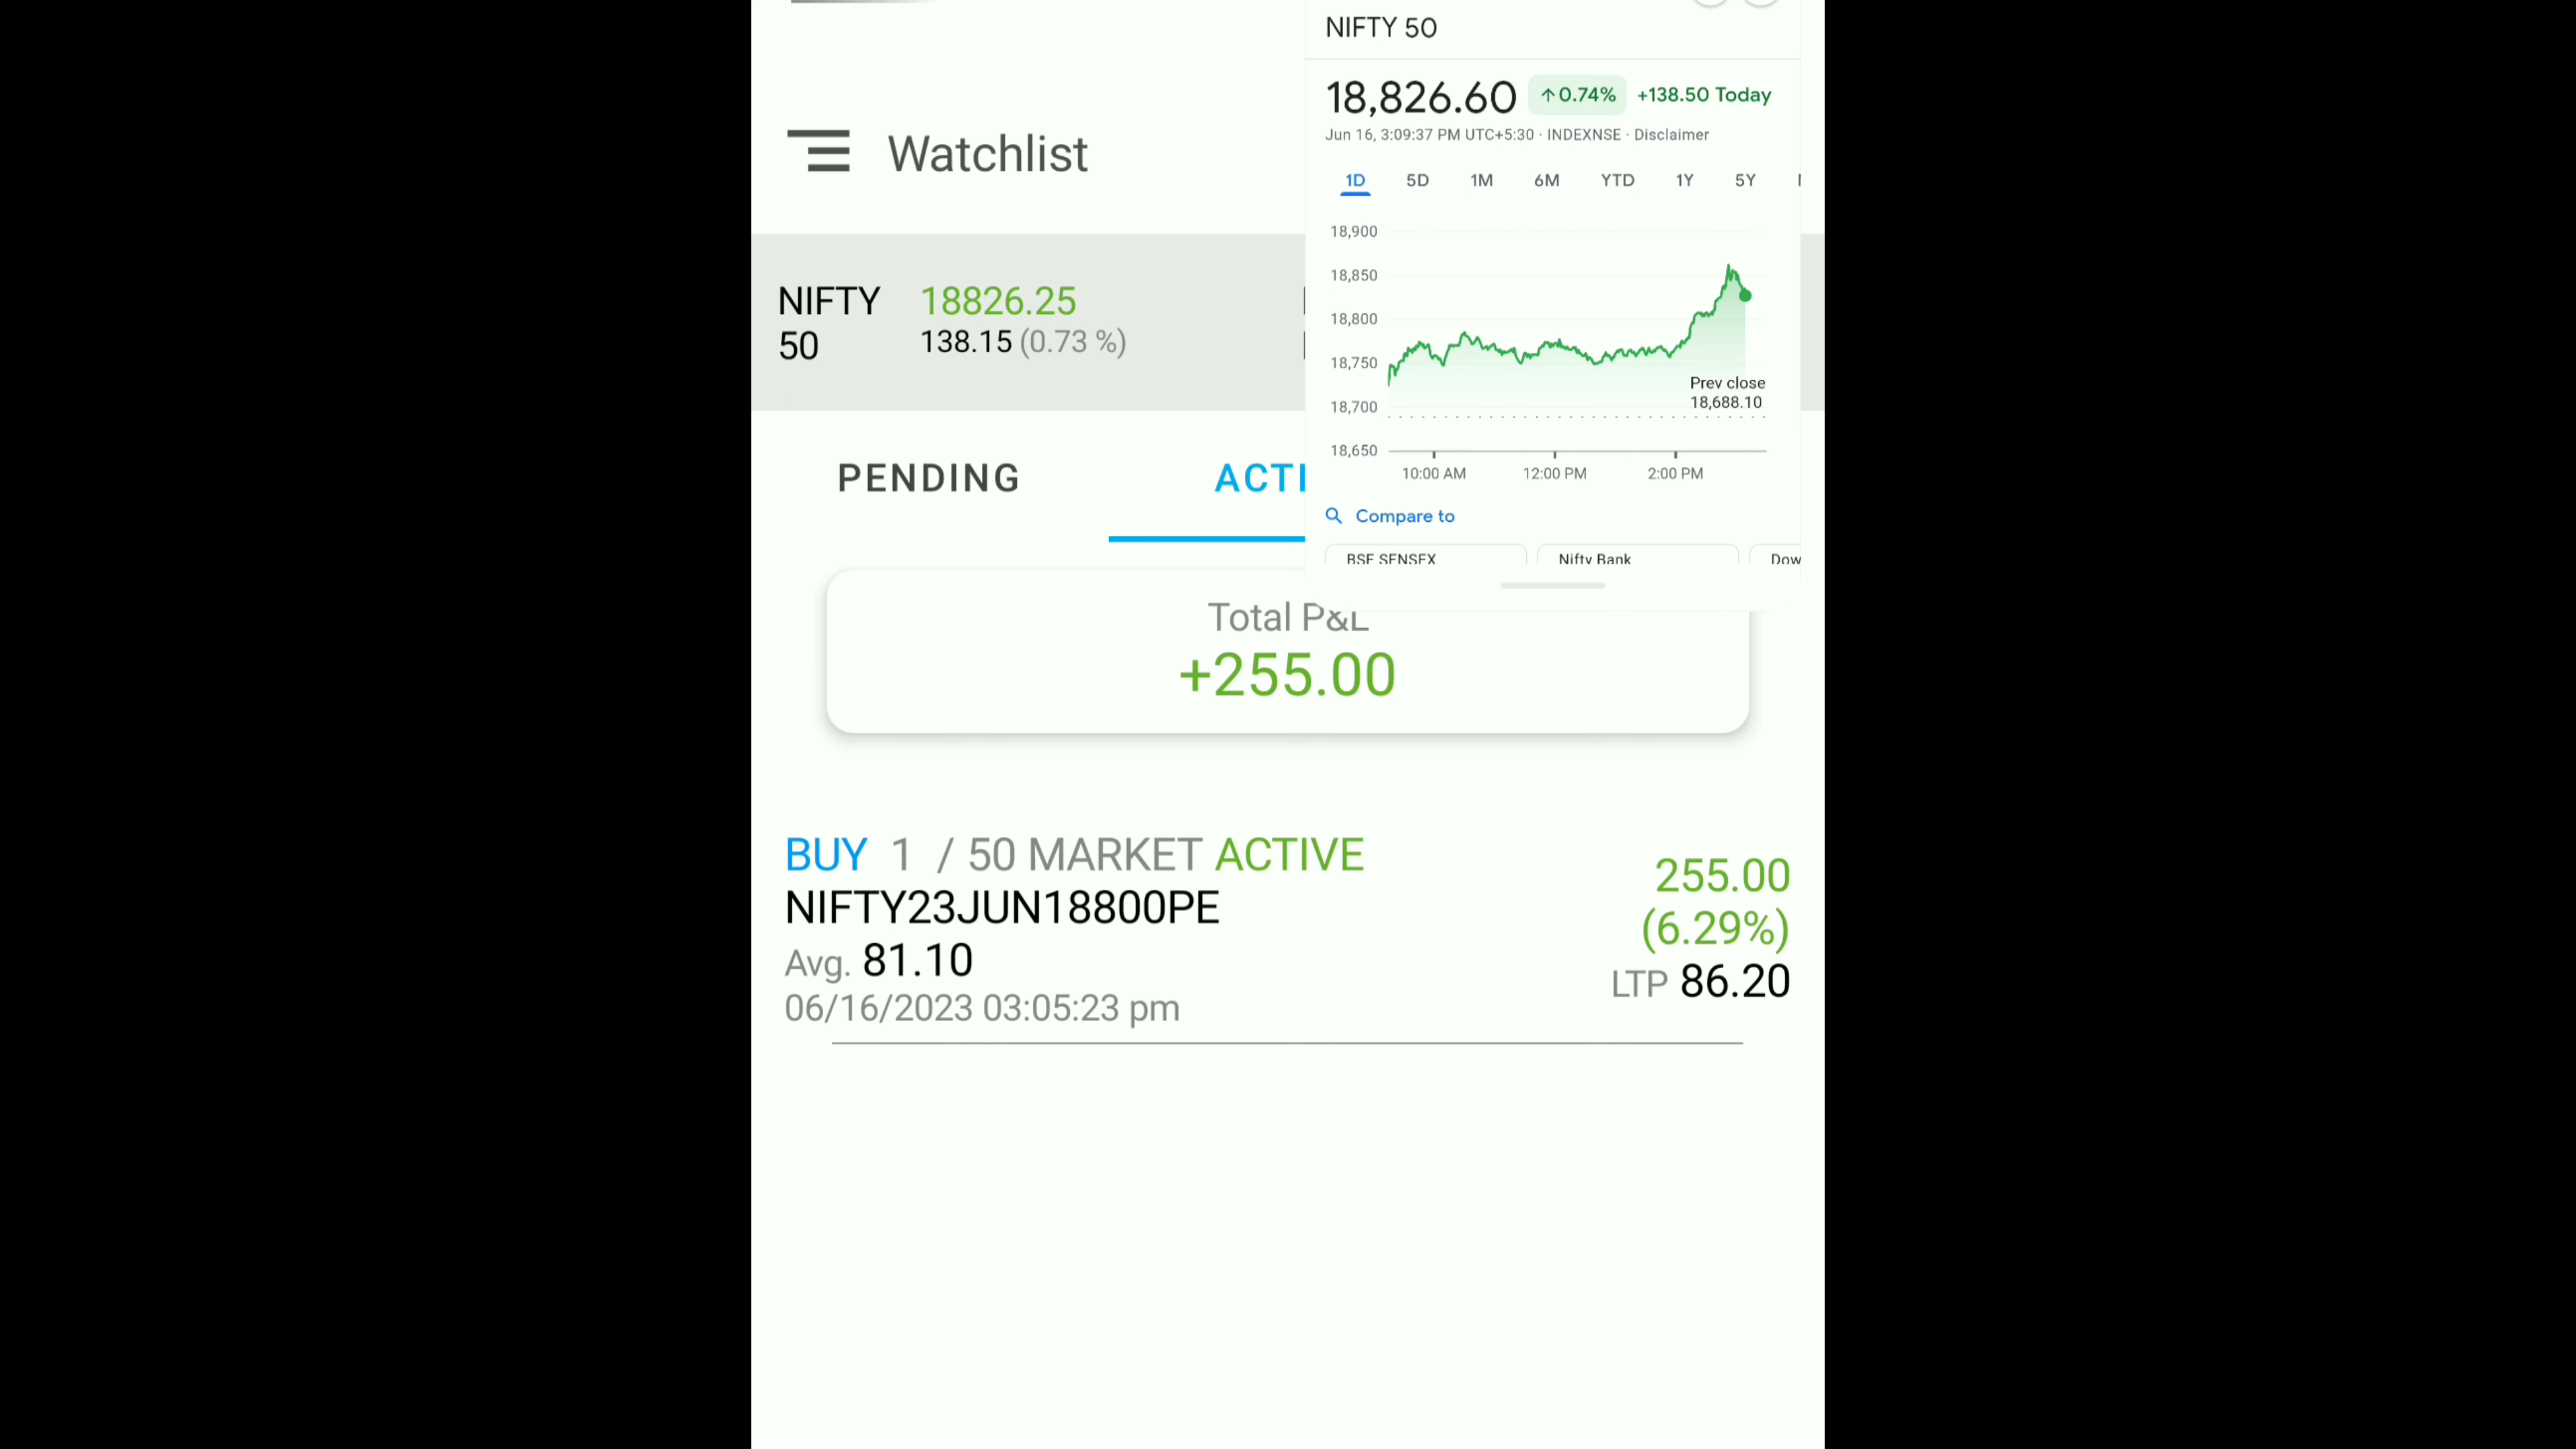 Watchlist
NIFTY 50
18826.25
138.15 (0.73 %)
NIFTY 50
18,826.60 ↑0.74% +138.50 Today
Jun 16, 3:09:37 PM UTC+5:30 · INDEXNSE · Disclaimer
1D 5D 1M 6M YTD 1Y 5Y
18,900
18,850
18,800
18,750
18,700
18,650
Prev close
18,688.10
10:00 AM 12:00 PM 2:00 PM
Compare to
BSE SENSEX Nifty Bank Dow
PENDING ACTI
Total P&L
+255.00
BUY 1 / 50 MARKET ACTIVE
NIFTY23JUN18800PE
Avg. 81.10
06/16/2023 03:05:23 pm
255.00
(6.29%)
LTP 86.20